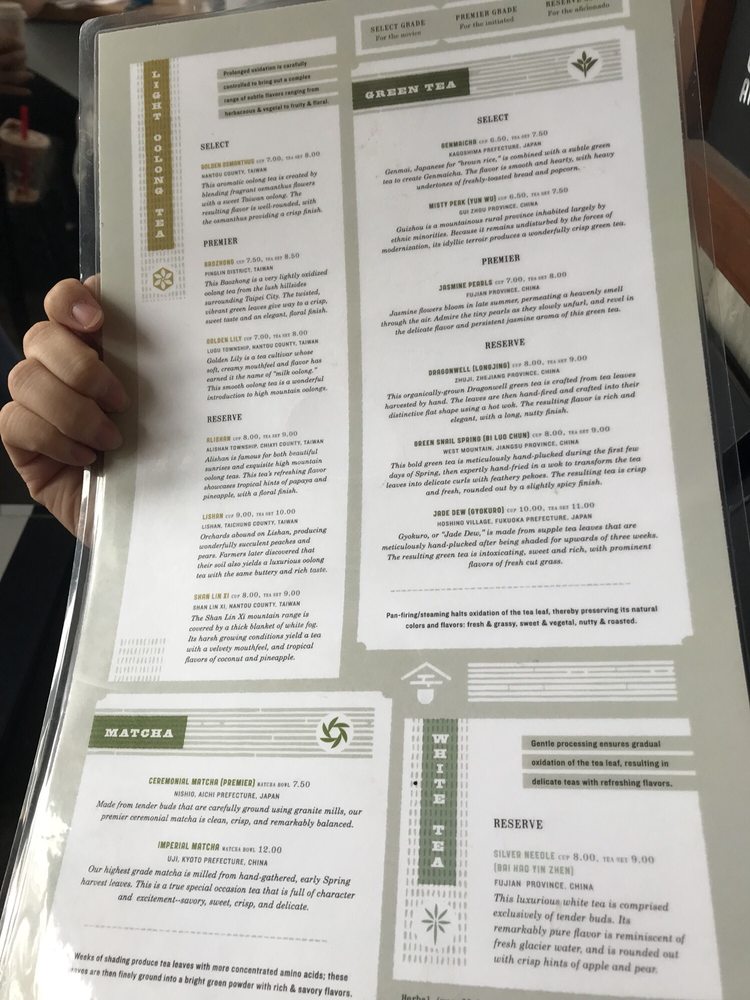 SELECT GRADE
For the novice
PREMIER GRADE
For the initiated
RESERVE
For the aficionado
LIGHT OOLONG TEA
Prolonged oxidation is carefully
controlled to bring out a complex
range of subtle flavors ranging from
herbaceous & vegetal to fruity & floral.
SELECT
GOLDEN OSMANTHUS CUP 7.00, TEA SET 8.00
NANTOU COUNTY, TAIWAN
This aromatic oolong tea is created by
blending fragrant osmanthus flowers
with a sweet Taiwan oolong. The
resulting flavor is well-rounded, with
the osmanthus providing a crisp finish.
PREMIER
BAOZHONG CUP 7.50, TEA SET 8.50
PINGLIN DISTRICT, TAIWAN
This Baozhong is a very lightly oxidized
oolong tea from the lush hillsides
surrounding Taipei City. The twisted,
vibrant green leaves give way to a crisp,
sweet taste and an elegant, floral finish.
GOLDEN LILY CUP 7.00, TEA SET 8.00
LUGU TOWNSHIP, NANTOU COUNTY, TAIWAN
Golden Lily is a tea cultivar whose
soft, creamy mouthfeel and flavor has
earned it the name of "milk oolong."
This smooth oolong tea is a wonderful
introduction to high mountain oolongs.
RESERVE
ALISHAN CUP 8.00, TEA SET 9.00
ALISHAN TOWNSHIP, CHIAYI COUNTY, TAIWAN
Alishan is famous for both beautiful
sunrises and exquisite high mountain
oolong teas. This tea's refreshing flavor
showcases tropical hints of papaya and
pineapple, with a floral finish.
LISHAN CUP 9.00, TEA SET 10.00
LISHAN, TAICHUNG COUNTY, TAIWAN
Orchards abound on Lishan, producing
wonderfully succulent peaches and
pears. Farmers later discovered that
their soil also yields a luxurious oolong
tea with the same buttery and rich taste.
SHAN LIN XI CUP 8.00, TEA SET 9.00
SHAN LIN XI, NANTOU COUNTY, TAIWAN
The Shan Lin Xi mountain range is
covered by a thick blanket of white fog.
Its harsh growing conditions yield a tea
with a velvety mouthfeel, and tropical
flavors of coconut and pineapple.
GREEN TEA
SELECT
GENMAICHA CUP 6.50, TEA SET 7.50
KAGOSHIMA PREFECTURE, JAPAN
Genmai, Japanese for "brown rice," is combined with a subtle green
tea to create Genmaicha. The flavor is smooth and hearty, with heavy
undertones of freshly-toasted bread and popcorn.
MISTY PEAK (YUN WU) CUP 6.50, TEA SET 7.50
GUI ZHOU PROVINCE, CHINA
Guizhou is a mountainous rural province inhabited largely by
ethnic minorities. Because it remains undisturbed by the forces of
modernization, its idyllic terroir produces a wonderfully crisp green tea.
PREMIER
JASMINE PEARLS CUP 7.00, TEA SET 8.00
FUJIAN PROVINCE, CHINA
Jasmine flowers bloom in late summer, permeating a heavenly smell
through the air. Admire the tiny pearls as they slowly unfurl, and revel in
the delicate flavor and persistent jasmine aroma of this green tea.
RESERVE
DRAGONWELL (LONGJING) CUP 8.00, TEA SET 9.00
ZHUJI, ZHEJIANG PROVINCE, CHINA
This organically-grown Dragonwell green tea is crafted from tea leaves
harvested by hand. The leaves are then hand-fired and crafted into their
distinctive flat shape using a hot wok. The resulting flavor is rich and
elegant, with a long, nutty finish.
GREEN SNAIL SPRING (BI LUO CHUN) CUP 8.00, TEA SET 9.00
WEST MOUNTAIN, JIANGSU PROVINCE, CHINA
This bold green tea is meticulously hand-plucked during the first few
days of Spring, then expertly hand-fried in a wok to transform the tea
leaves into delicate curls with feathery pekoes. The resulting tea is crisp
and fresh, rounded out by a slightly spicy finish.
JADE DEW (GYOKURO) CUP 10.00, TEA SET 11.00
HOSHINO VILLAGE, FUKUOKA PREFECTURE, JAPAN
Gyokuro, or "Jade Dew," is made from supple tea leaves that are
meticulously hand-plucked after being shaded for upwards of three weeks.
The resulting green tea is intoxicating, sweet and rich, with prominent
flavors of fresh cut grass.
Pan-firing/steaming halts oxidation of the tea leaf, thereby preserving its natural
colors and flavors: fresh & grassy, sweet & vegetal, nutty & roasted.
MATCHA
CEREMONIAL MATCHA (PREMIER) MATCHA BOWL 7.50
NISHIO, AICHI PREFECTURE, JAPAN
Made from tender buds that are carefully ground using granite mills, our
premier ceremonial matcha is clean, crisp, and remarkably balanced.
IMPERIAL MATCHA MATCHA BOWL 12.00
UJI, KYOTO PREFECTURE, CHINA
Our highest grade matcha is milled from hand-gathered, early Spring
harvest leaves. This is a true special occasion tea that is full of character
and excitement--savory, sweet, crisp, and delicate.
Weeks of shading produce tea leaves with more concentrated amino acids; these
leaves are then finely ground into a bright green powder with rich & savory flavors.
WHITE TEA
Gentle processing ensures gradual
oxidation of the tea leaf, resulting in
delicate teas with refreshing flavors.
RESERVE
SILVER NEEDLE CUP 8.00, TEA SET 9.00
(BAI HAO YIN ZHEN)
FUJIAN PROVINCE, CHINA
This luxurious white tea is comprised
exclusively of tender buds. Its
remarkably pure flavor is reminiscent of
fresh glacier water, and is rounded out
with crisp hints of apple and pear.